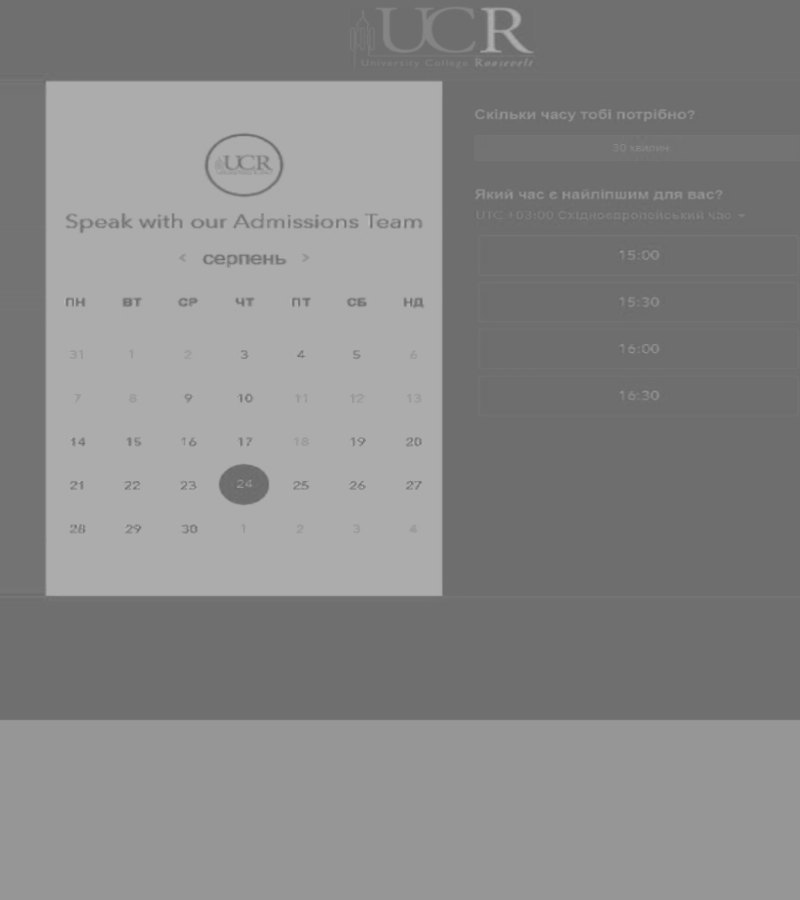 UCR
University College Roosevelt
UCR
Speak with our Admissions Team
< серпень >
ПН ВТ СР ЧТ ПТ СБ НД
31 1 2 3 4 5 6
7 8 9 10 11 12 13
14 15 16 17 18 19 20
21 22 23 24 25 26 27
28 29 30 1 2 3 4
Скільки часу тобі потрібно?
30 хвилин
Який час є найліпшим для вас?
UTC +03:00 Східноєвропейський час
15:00
15:30
16:00
16:30